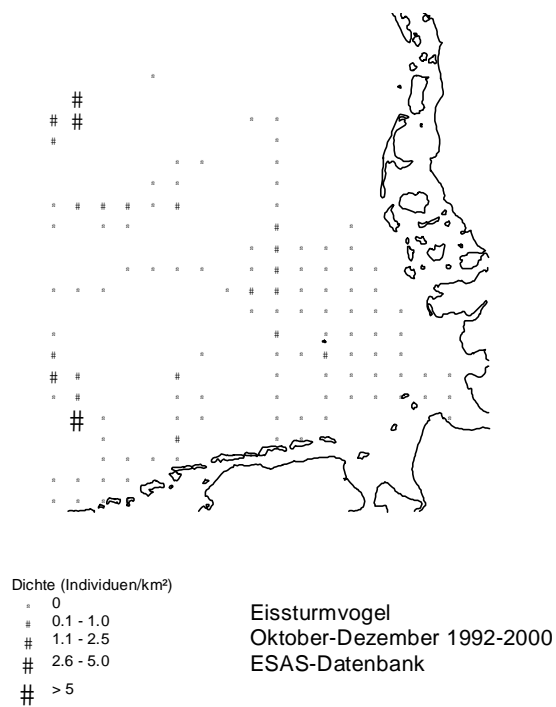 Dichte (Individuen/km²)
0
0.1 - 1.0
1.1 - 2.5
2.6 - 5.0
> 5
Eissturmvogel
Oktober-Dezember 1992-2000
ESAS-Datenbank